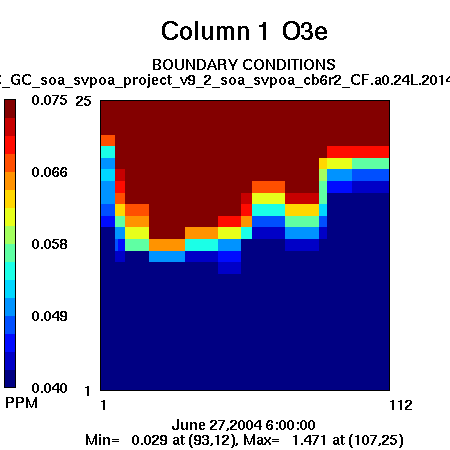 Column 1 O3e
BOUNDARY CONDITIONS
_GC_soa_svpoa_project_v9_2_soa_svpoa_cb6r2_CF.a0.24L.2014
0.075
25
0.066
0.058
0.049
0.040
1
PPM
1
112
June 27,2004 6:00:00
Min= 0.029 at (93,12), Max= 1.471 at (107,25)